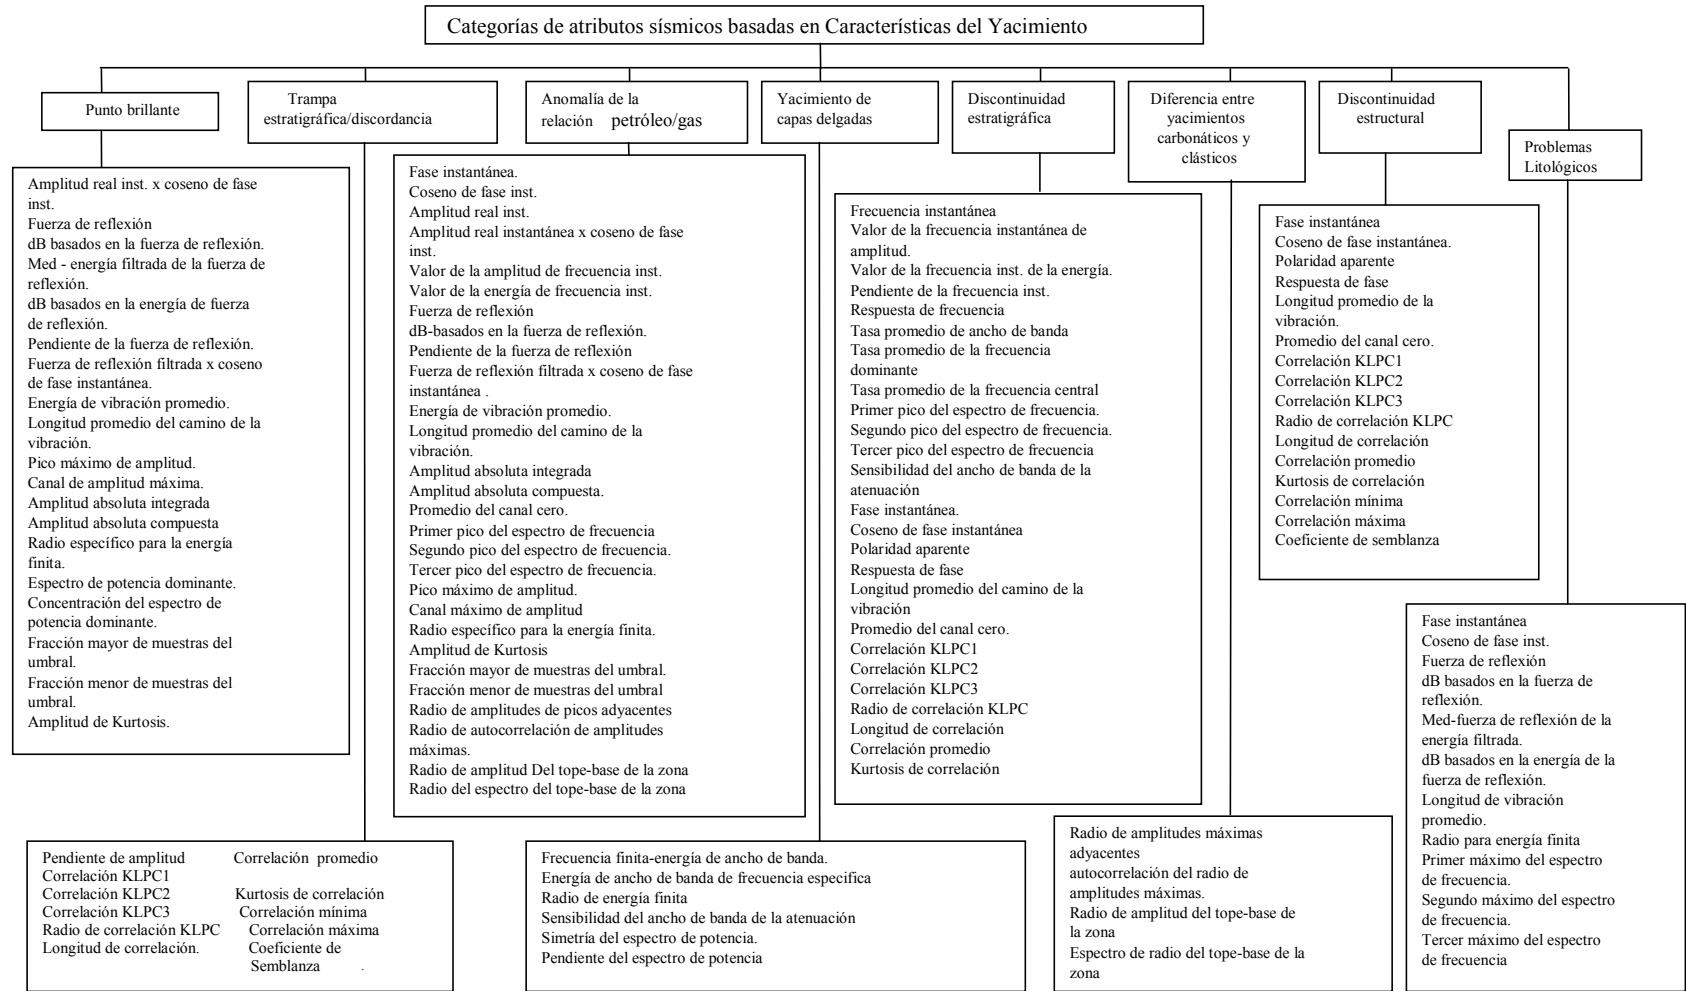 Categorías de atributos sísmicos basadas en Características del Yacimiento
Punto brillante
Trampa
estratigráfica/discordancia
Anomalía de la
relación petróleo/gas
Yacimiento de
capas delgadas
Discontinuidad
estratigráfica
Diferencia entre
yacimientos
carbonáticos y
clásticos
Discontinuidad
estructural
Problemas
Litológicos
Amplitud real inst. x coseno de fase
inst.
Fuerza de reflexión
dB basados en la fuerza de reflexión.
Med - energía filtrada de la fuerza de
reflexión.
dB basados en la energía de fuerza
de reflexión.
Pendiente de la fuerza de reflexión.
Fuerza de reflexión filtrada x coseno
de fase instantánea.
Energía de vibración promedio.
Longitud promedio del camino de la
vibración.
Pico máximo de amplitud.
Canal de amplitud máxima.
Amplitud absoluta integrada
Amplitud absoluta compuesta
Radio específico para la energía
finita.
Espectro de potencia dominante.
Concentración del espectro de
potencia dominante.
Fracción mayor de muestras del
umbral.
Fracción menor de muestras del
umbral.
Amplitud de Kurtosis.
Fase instantánea.
Coseno de fase inst.
Amplitud real inst.
Amplitud real instantánea x coseno de fase
inst.
Valor de la amplitud de frecuencia inst.
Valor de la energía de frecuencia inst.
Fuerza de reflexión
dB-basados en la fuerza de reflexión.
Pendiente de la fuerza de reflexión
Fuerza de reflexión filtrada x coseno de fase
instantánea .
Energía de vibración promedio.
Longitud promedio del camino de la
vibración.
Amplitud absoluta integrada
Amplitud absoluta compuesta.
Promedio del canal cero.
Primer pico del espectro de frecuencia
Segundo pico del espectro de frecuencia.
Tercer pico del espectro de frecuencia.
Pico máximo de amplitud.
Canal máximo de amplitud
Radio específico para la energía finita.
Amplitud de Kurtosis
Fracción mayor de muestras del umbral.
Fracción menor de muestras del umbral
Radio de amplitudes de picos adyacentes
Radio de autocorrelación de amplitudes
máximas.
Radio de amplitud Del tope-base de la zona
Radio del espectro del tope-base de la zona
Frecuencia instantánea
Valor de la frecuencia instantánea de
amplitud.
Valor de la frecuencia inst. de la energía.
Pendiente de la frecuencia inst.
Respuesta de frecuencia
Tasa promedio de ancho de banda
Tasa promedio de la frecuencia
dominante
Tasa promedio de la frecuencia central
Primer pico del espectro de frecuencia.
Segundo pico del espectro de frecuencia.
Tercer pico del espectro de frecuencia
Sensibilidad del ancho de banda de la
atenuación
Fase instantánea.
Coseno de fase instantánea
Polaridad aparente
Respuesta de fase
Longitud promedio del camino de la
vibración
Promedio del canal cero.
Correlación KLPC1
Correlación KLPC2
Correlación KLPC3
Radio de correlación KLPC
Longitud de correlación
Correlación promedio
Kurtosis de correlación
Fase instantánea
Coseno de fase instantánea.
Polaridad aparente
Respuesta de fase
Longitud promedio de la
vibración.
Promedio del canal cero.
Correlación KLPC1
Correlación KLPC2
Correlación KLPC3
Radio de correlación KLPC
Longitud de correlación
Correlación promedio
Kurtosis de correlación
Correlación mínima
Correlación máxima
Coeficiente de semblanza
Fase instantánea
Coseno de fase inst.
Fuerza de reflexión
dB basados en la fuerza de
reflexión.
Med-fuerza de reflexión de la
energía filtrada.
dB basados en la energía de la
fuerza de reflexión.
Longitud de vibración
promedio.
Radio para energía finita
Primer máximo del espectro
de frecuencia.
Segundo máximo del espectro
de frecuencia.
Tercer máximo del espectro
de frecuencia
Pendiente de amplitud Correlación promedio
Correlación KLPC1
Correlación KLPC2 Kurtosis de correlación
Correlación KLPC3 Correlación mínima
Radio de correlación KLPC Correlación máxima
Longitud de correlación. Coeficiente de
Semblanza .
Frecuencia finita-energía de ancho de banda.
Energía de ancho de banda de frecuencia especifica
Radio de energía finita
Sensibilidad del ancho de banda de la atenuación
Simetría del espectro de potencia.
Pendiente del espectro de potencia
Radio de amplitudes máximas
adyacentes
autocorrelación del radio de
amplitudes máximas.
Radio de amplitud del tope-base de
la zona
Espectro de radio del tope-base de la
zona